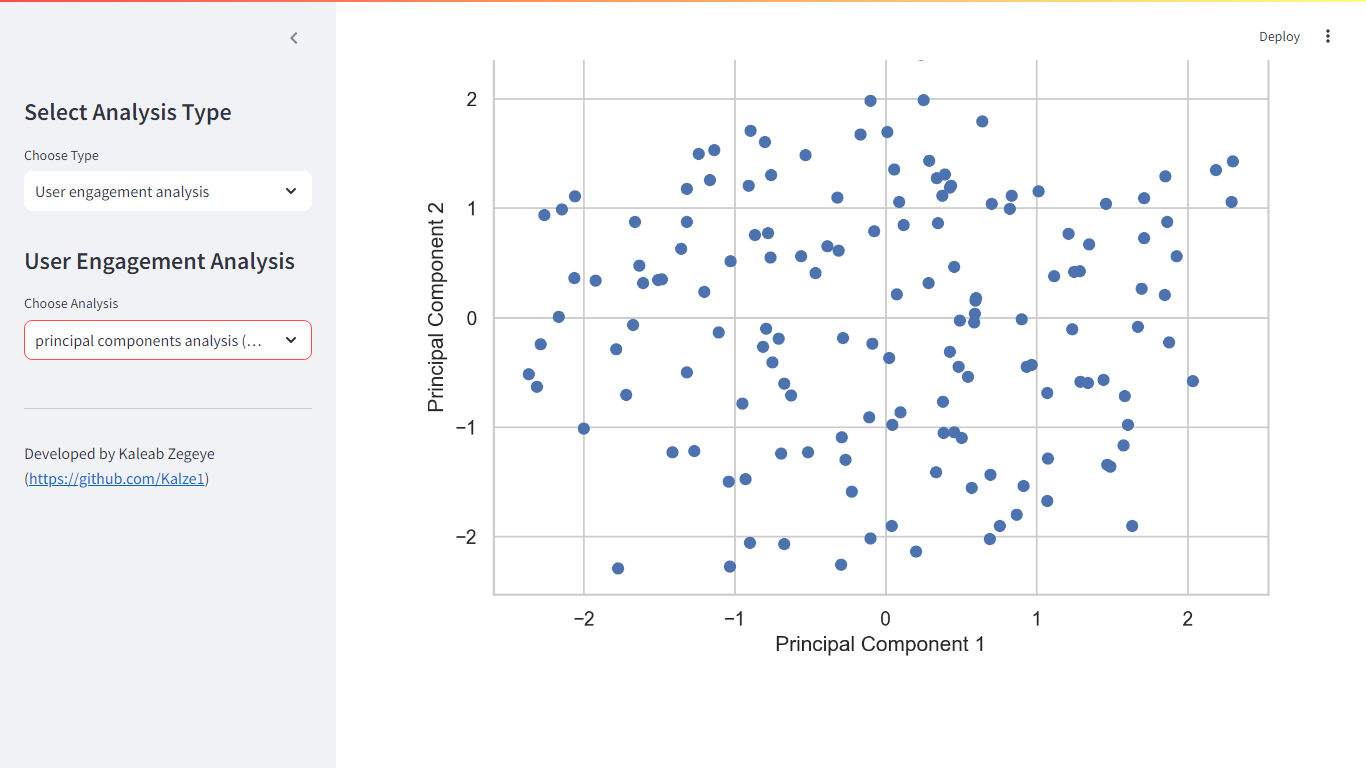 Deploy
Select Analysis Type
Choose Type
User engagement analysis
User Engagement Analysis
Choose Analysis
principal components analysis (...
Developed by Kaleab Zegeye
(https://github.com/Kalze1)
Principal Component 2
2
1
0
−1
−2
−2
−1
0
1
2
Principal Component 1